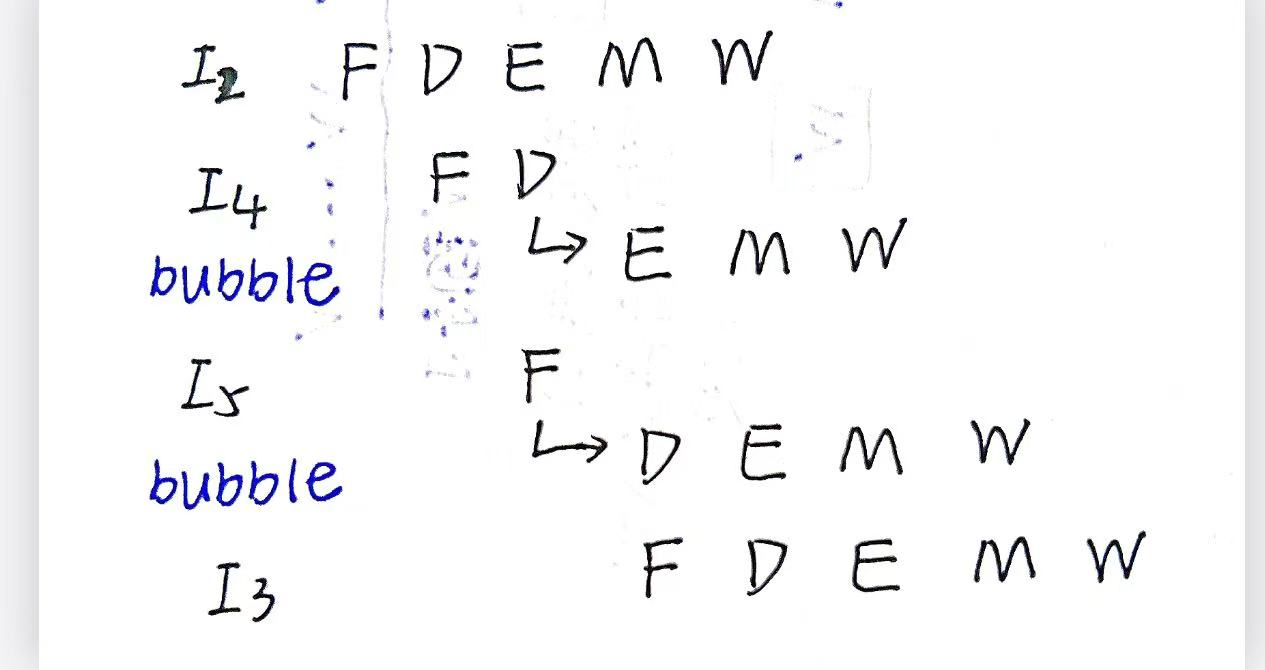 I2 F D E M W
I4 F D
↳ E M W
bubble
I5 F
↳ D E M W
bubble
F D E M W
I3